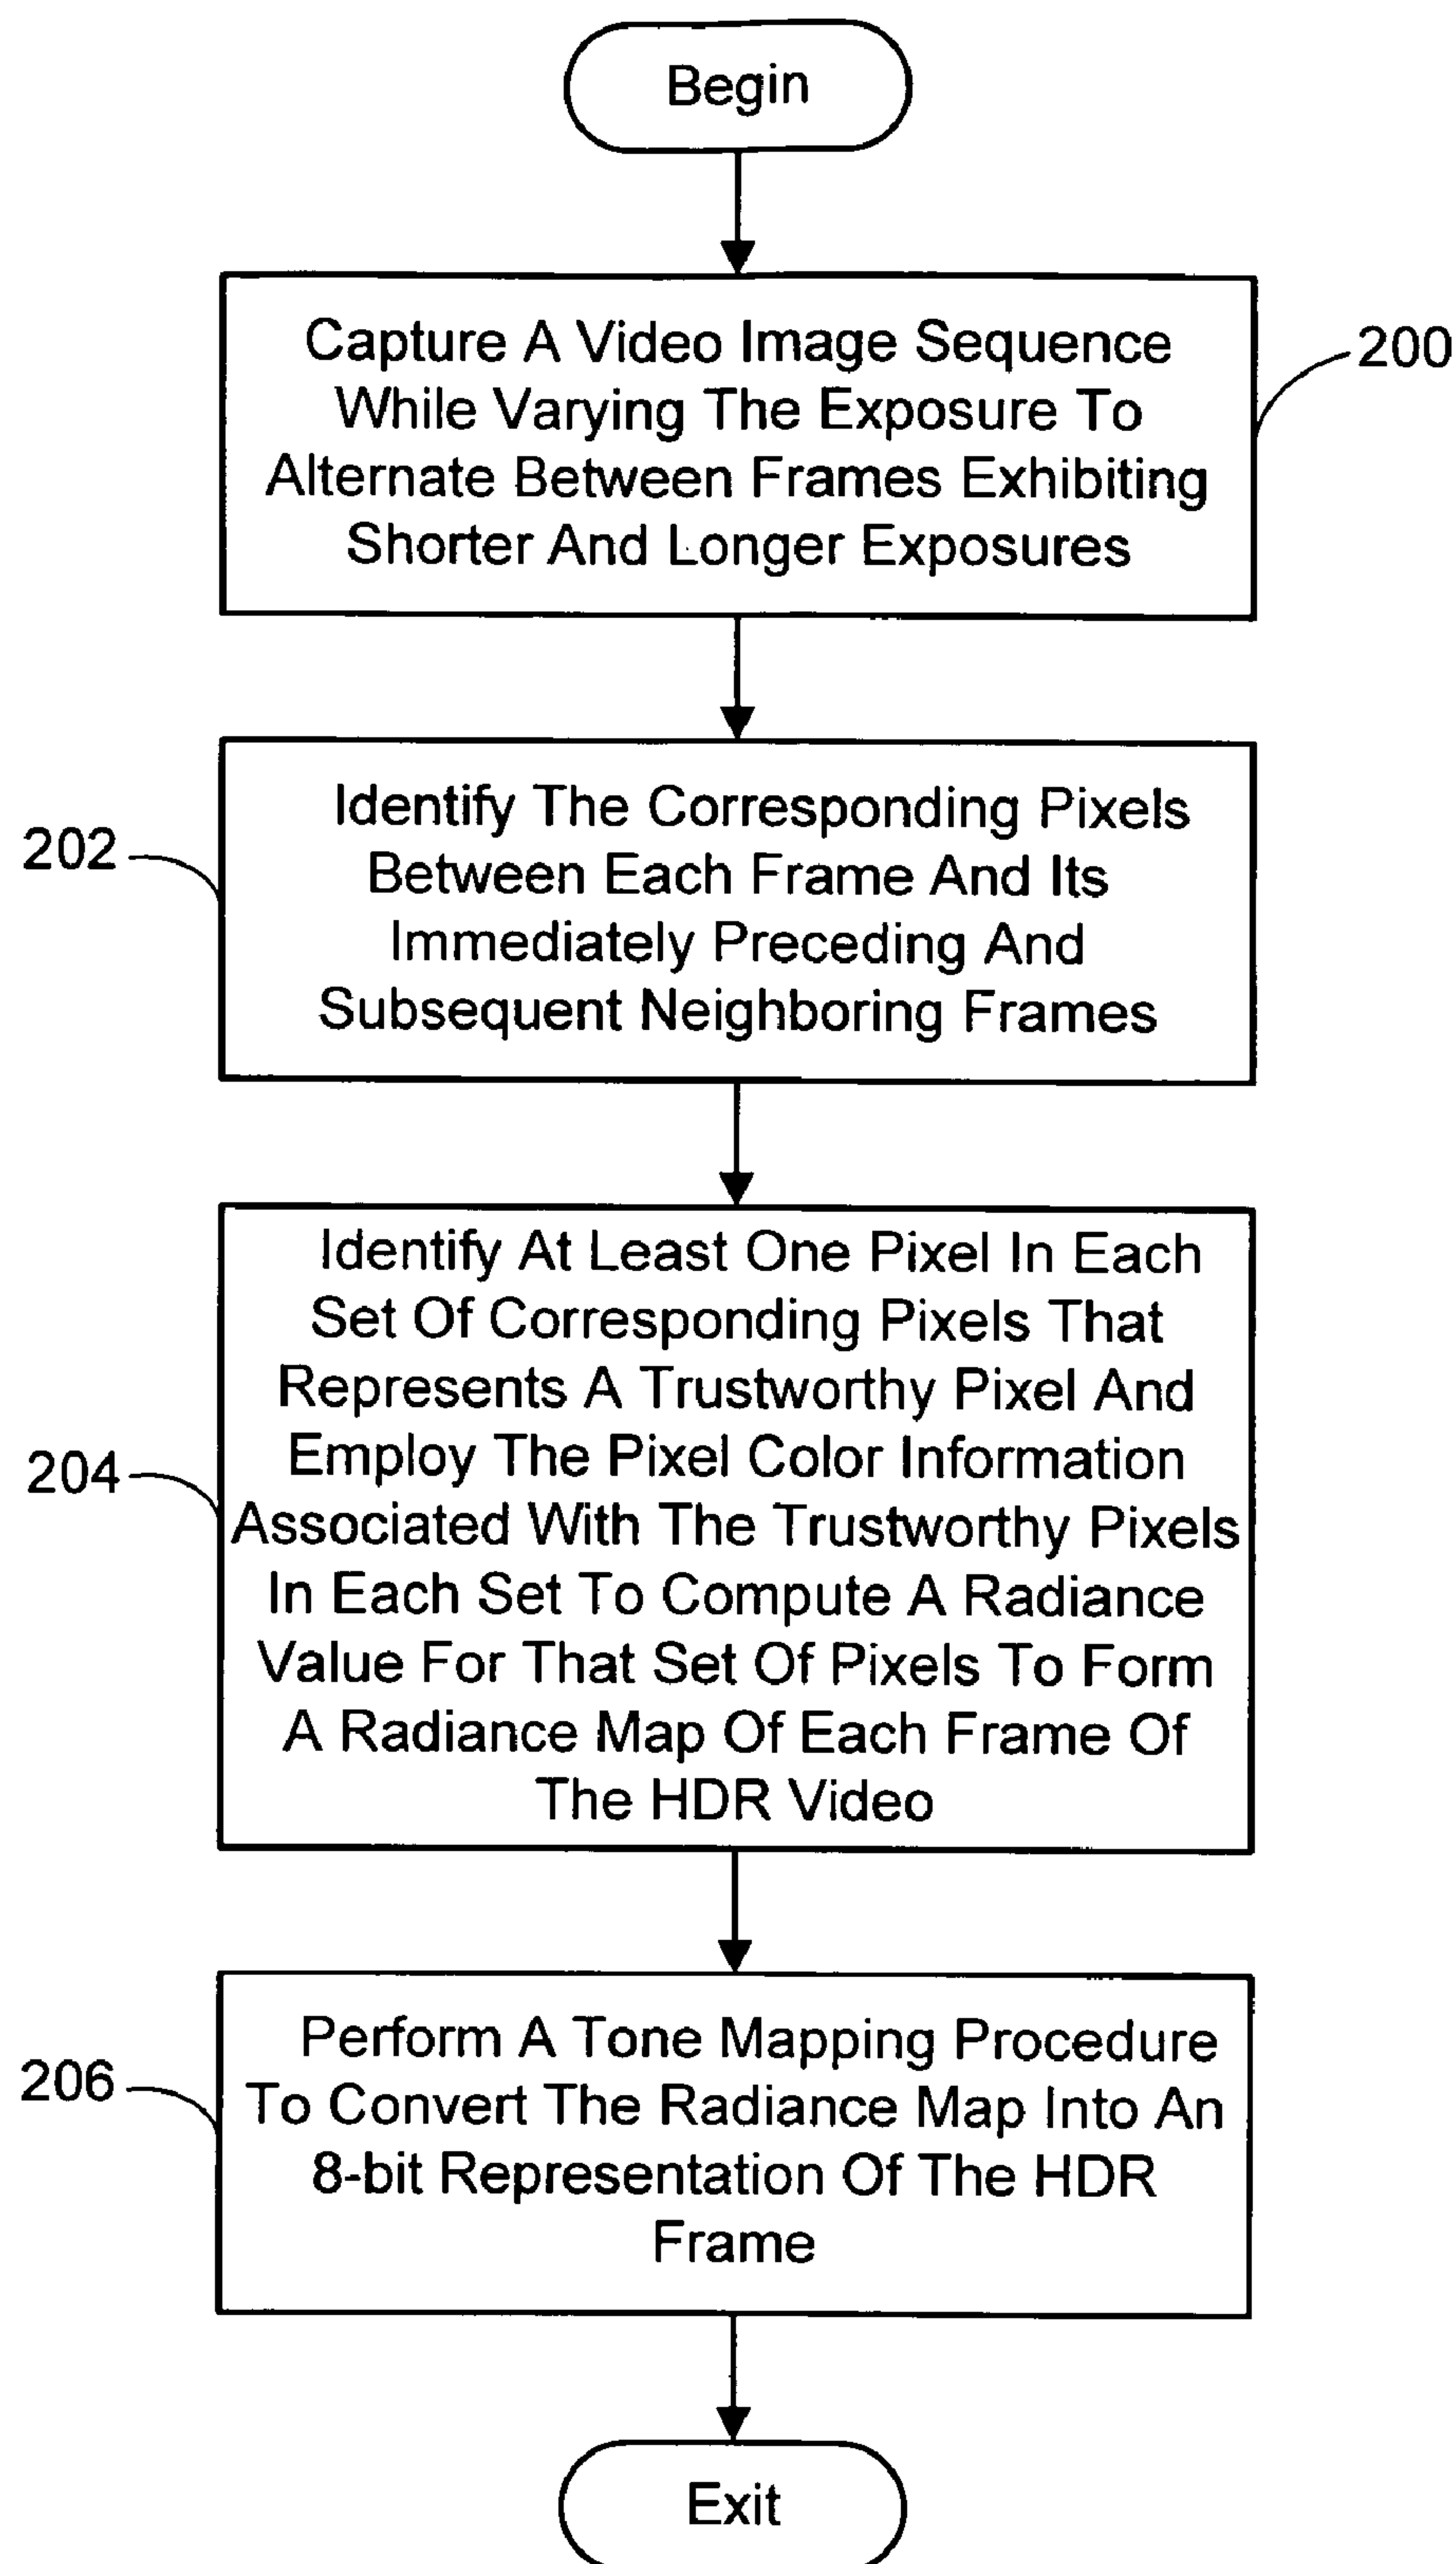 Begin
Capture A Video Image Sequence
While Varying The Exposure To
Alternate Between Frames Exhibiting
Shorter And Longer Exposures
200
Identify The Corresponding Pixels
Between Each Frame And Its
Immediately Preceding And
Subsequent Neighboring Frames
202
Identify At Least One Pixel In Each
Set Of Corresponding Pixels That
Represents A Trustworthy Pixel And
Employ The Pixel Color Information
Associated With The Trustworthy Pixels
In Each Set To Compute A Radiance
Value For That Set Of Pixels To Form
A Radiance Map Of Each Frame Of
The HDR Video
204
Perform A Tone Mapping Procedure
To Convert The Radiance Map Into An
8-bit Representation Of The HDR
Frame
206
Exit